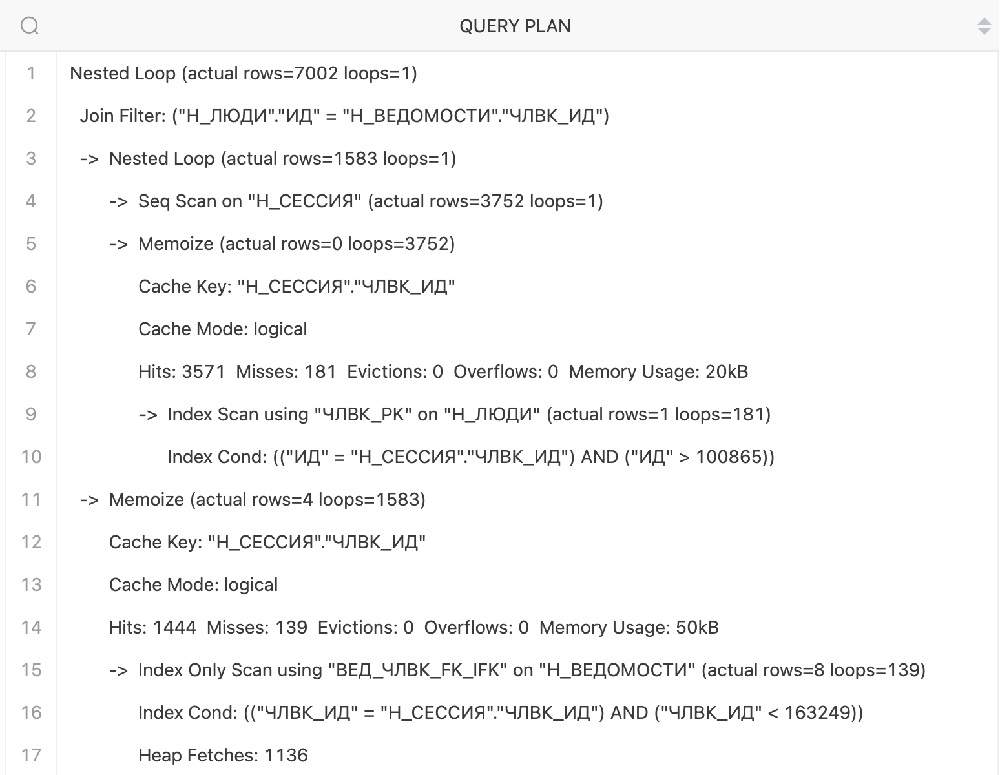 QUERY PLAN
1 Nested Loop (actual rows=7002 loops=1)
2 Join Filter: ("Н_ЛЮДИ"."ИД" = "Н_ВЕДОМОСТИ"."ЧЛВК_ИД")
3 -> Nested Loop (actual rows=1583 loops=1)
4 -> Seq Scan on "Н_СЕССИЯ" (actual rows=3752 loops=1)
5 -> Memoize (actual rows=0 loops=3752)
6 Cache Key: "Н_СЕССИЯ"."ЧЛВК_ИД"
7 Cache Mode: logical
8 Hits: 3571 Misses: 181 Evictions: 0 Overflows: 0 Memory Usage: 20kB
9 -> Index Scan using "ЧЛВК_PK" on "Н_ЛЮДИ" (actual rows=1 loops=181)
10 Index Cond: (("ИД" = "Н_СЕССИЯ"."ЧЛВК_ИД") AND ("ИД" > 100865))
11 -> Memoize (actual rows=4 loops=1583)
12 Cache Key: "Н_СЕССИЯ"."ЧЛВК_ИД"
13 Cache Mode: logical
14 Hits: 1444 Misses: 139 Evictions: 0 Overflows: 0 Memory Usage: 50kB
15 -> Index Only Scan using "ВЕД_ЧЛВК_FK_IFK" on "Н_ВЕДОМОСТИ" (actual rows=8 loops=139)
16 Index Cond: (("ЧЛВК_ИД" = "Н_СЕССИЯ"."ЧЛВК_ИД") AND ("ЧЛВК_ИД" < 163249))
17 Heap Fetches: 1136